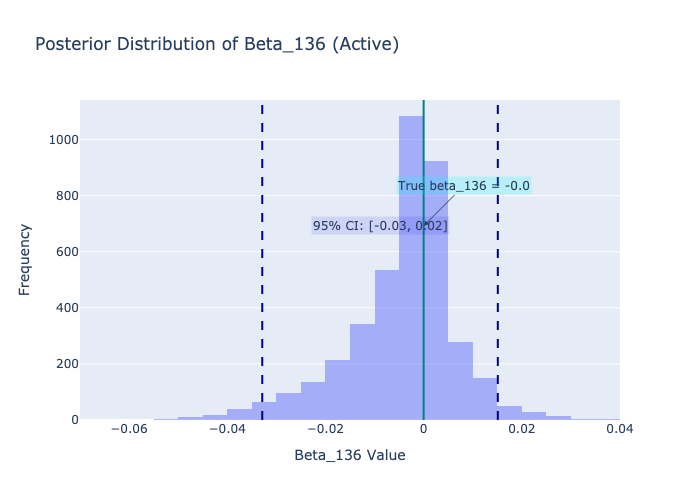 Posterior Distribution of Beta_136 (Active)
1000
800
600
400
200
0
Frequency
True beta_136 = -0.0
95% CI: [-0.03, 0.02]
−0.06
−0.04
−0.02
0
0.02
0.04
Beta_136 Value